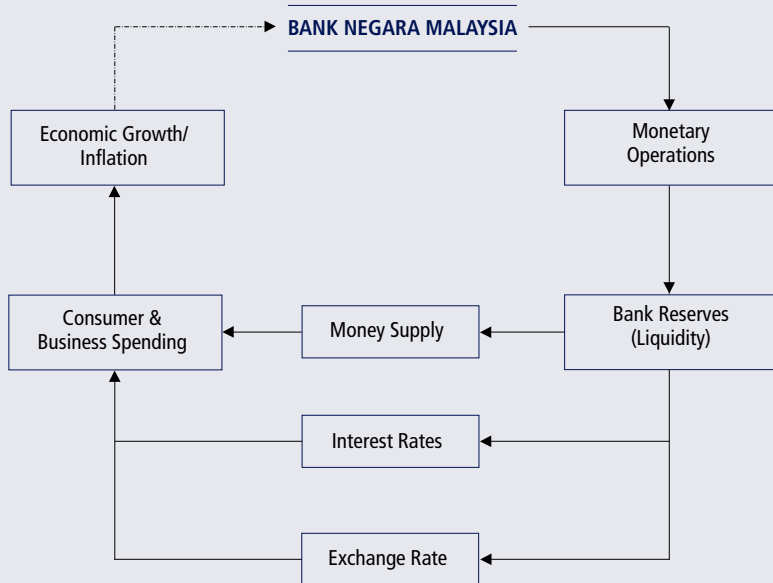 BANK NEGARA MALAYSIA
Economic Growth/
Inflation
Monetary
Operations
Consumer &
Business Spending
Money Supply
Bank Reserves
(Liquidity)
Interest Rates
Exchange Rate